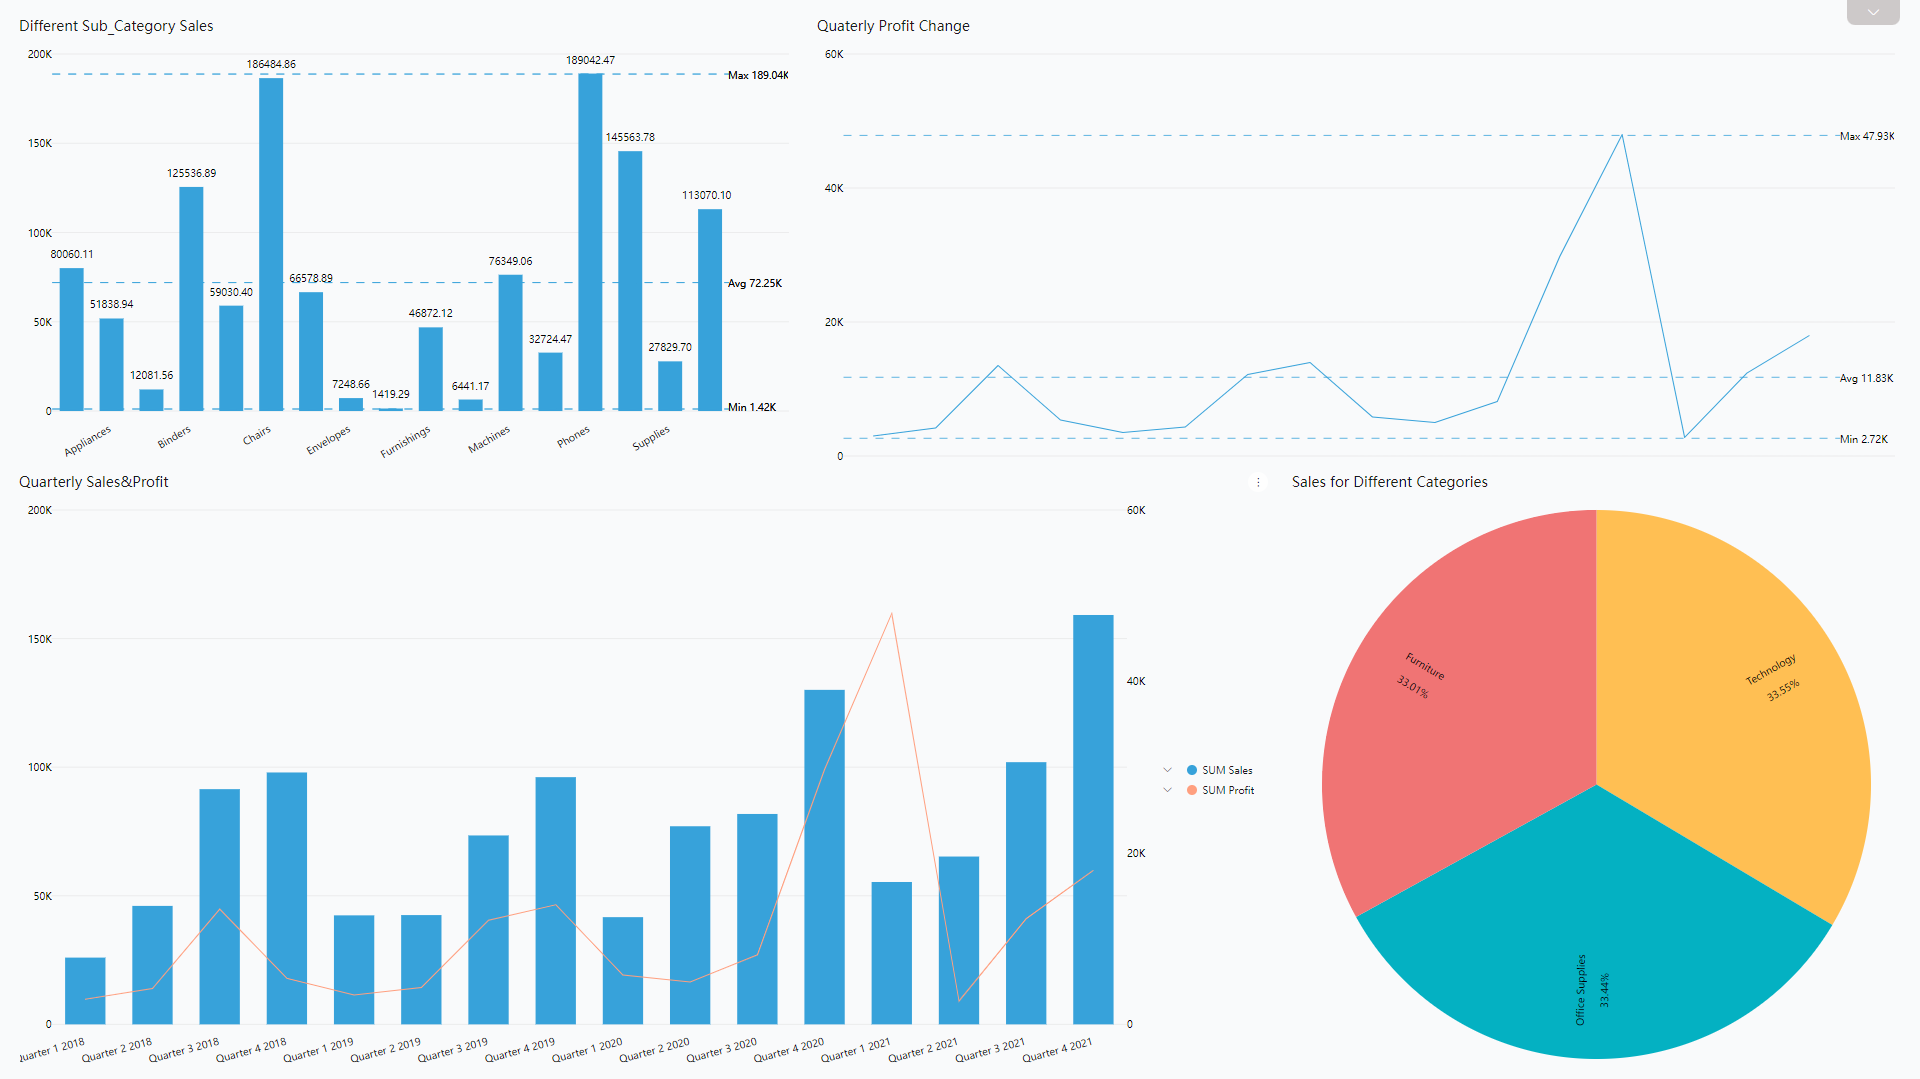 Different Sub_Category Sales
200K
150K
100K
50K
0
80060.11
51838.94
12081.56
125536.89
59030.40
186484.86
66578.89
7248.66
1419.29
46872.12
6441.17
76349.06
32724.47
189042.47
145563.78
27829.70
113070.10
Max 189.04K
Avg 72.25K
Min 1.42K
Appliances
Binders
Chairs
Envelopes
Furnishings
Machines
Phones
Supplies
Quaterly Profit Change
60K
40K
20K
0
Max 47.93K
Avg 11.83K
Min 2.72K
Quarterly Sales&Profit
200K
150K
100K
50K
0
60K
40K
20K
0
uarter 1 2018
Quarter 2 2018
Quarter 3 2018
Quarter 4 2018
Quarter 1 2019
Quarter 2 2019
Quarter 3 2019
Quarter 4 2019
Quarter 1 2020
Quarter 2 2020
Quarter 3 2020
Quarter 4 2020
Quarter 1 2021
Quarter 2 2021
Quarter 3 2021
Quarter 4 2021
SUM Sales
SUM Profit
Sales for Different Categories
Furniture
33.01%
Technology
33.55%
Office Supplies
33.44%